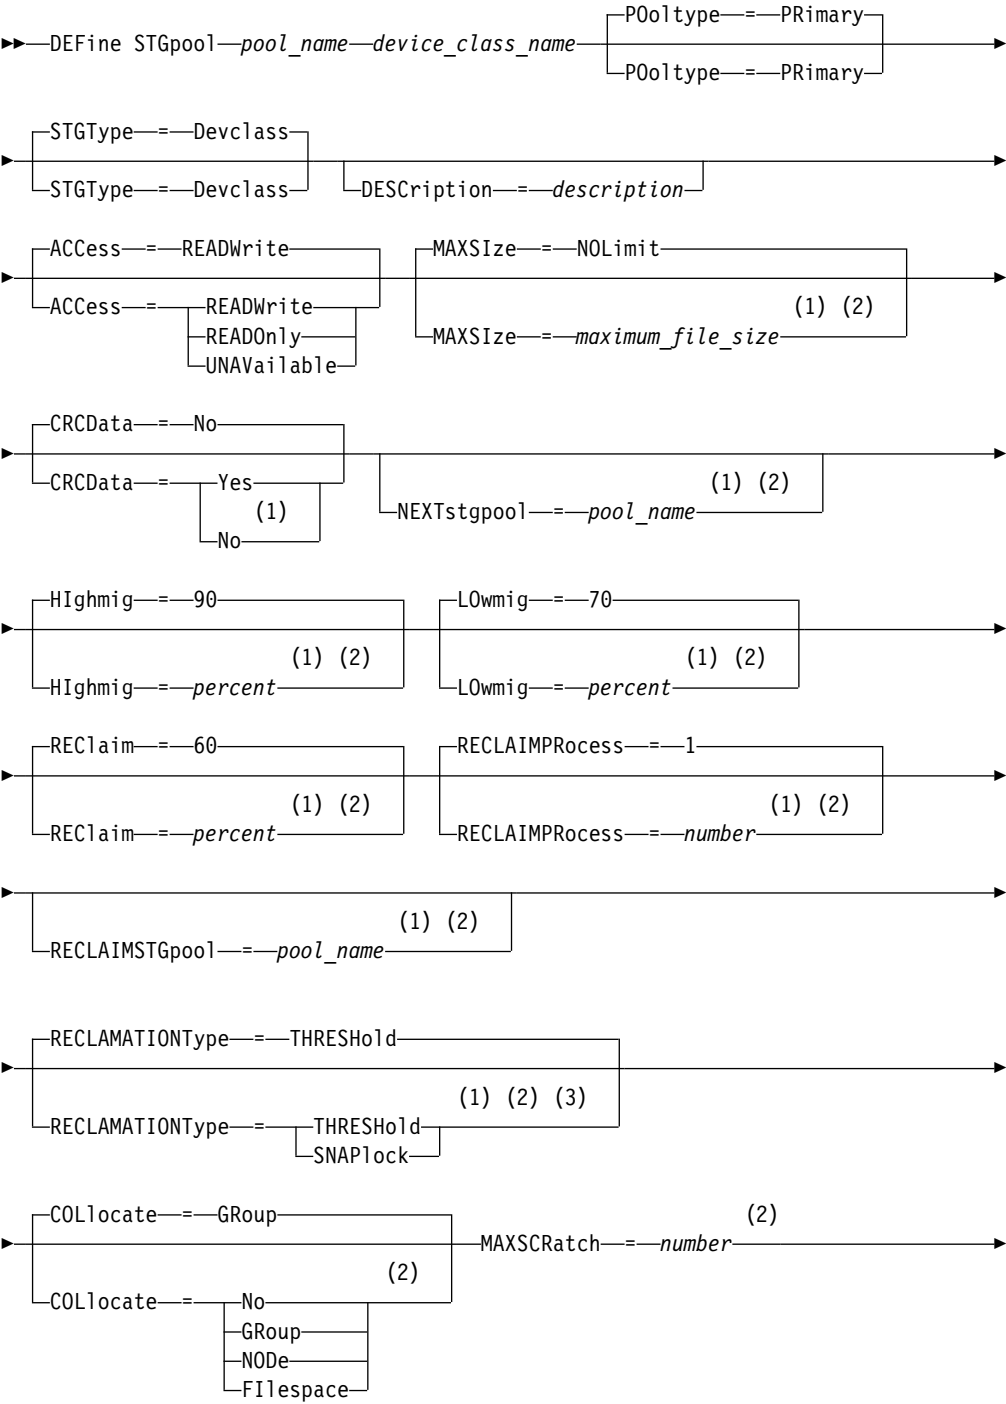 POoltype = PRimary
DEFine STGpool pool_name device_class_name
POoltype = PRimary
STGType = Devclass
STGType = Devclass
DESCription = description
ACCess = READWrite MAXSIze = NOLimit
(1) (2)
ACCess = READWrite
READOnly
MAXSIze = maximum_file_size
UNAVailable
CRCData = No
CRCData = Yes
(1) (2)
(1)
NEXTstgpool = pool_name
No
HIghmig = 90 LOwmig = 70
(1) (2) (1) (2)
HIghmig = percent LOwmig = percent
REClaim = 60 RECLAIMPRocess = 1
(1) (2) (1) (2)
REClaim = percent RECLAIMPRocess = number
(1) (2)
RECLAIMSTGpool = pool_name
RECLAMATIONType = THRESHold
(1) (2) (3)
RECLAMATIONType = THRESHold
SNAPlock
COLlocate = GRoup
(2)
MAXSCRatch = number
(2)
COLlocate = No
GRoup
NODe
FIlespace